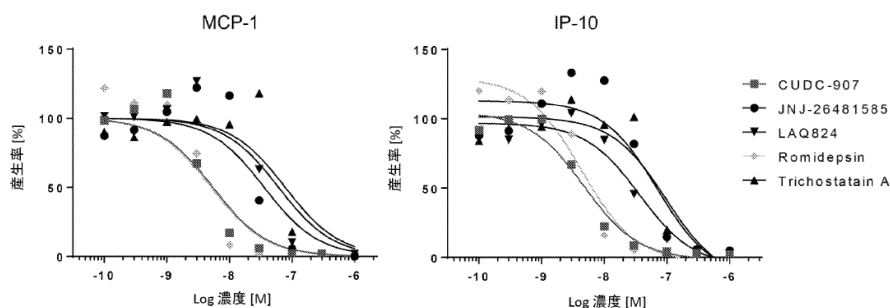 MCP-1
産生率 [%]
150
100
50
0
-10
-9
-8
-7
-6
Log 濃度 [M]
IP-10
産生率 [%]
150
100
50
0
-10
-9
-8
-7
-6
Log 濃度 [M]
CUDC-907
JNJ-26481585
LAQ824
Romidepsin
Trichostatain A